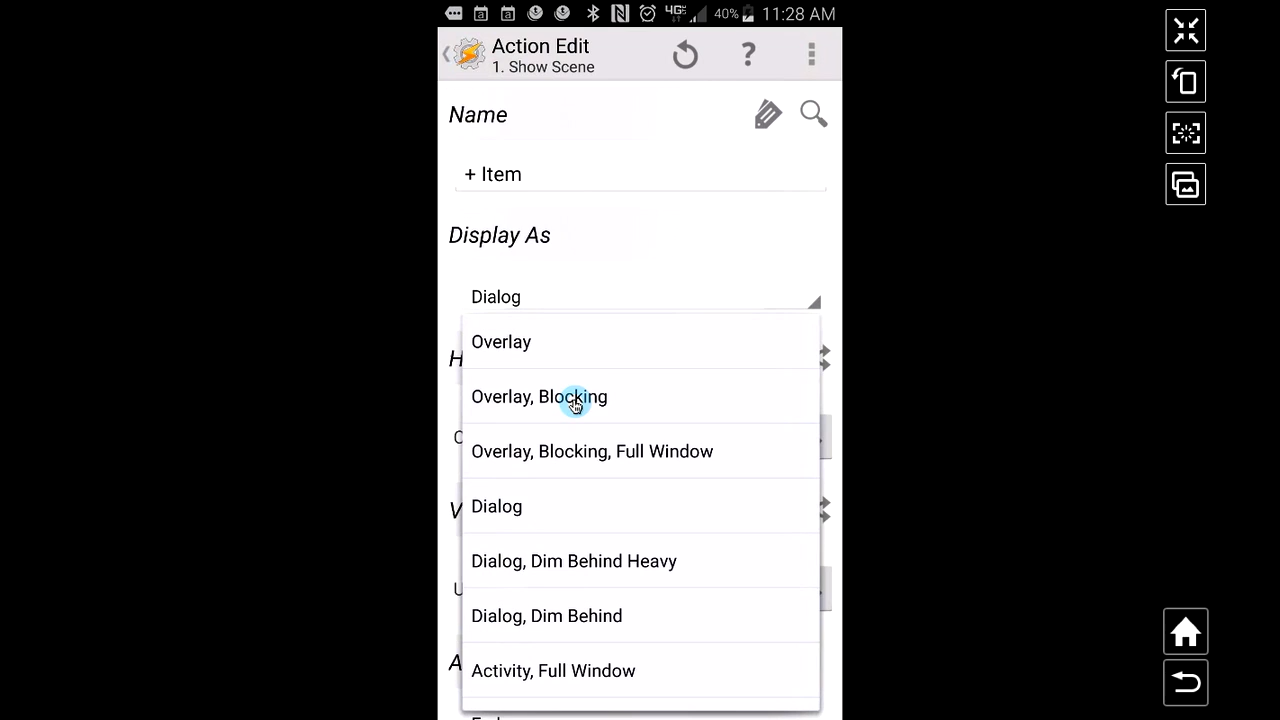 4G
40%
11:28 AM
Action Edit
1. Show Scene
?
Name
+ Item
Display As
Dialog
Overlay
Overlay, Blocking
Overlay, Blocking, Full Window
Dialog
Dialog, Dim Behind Heavy
Dialog, Dim Behind
Activity, Full Window